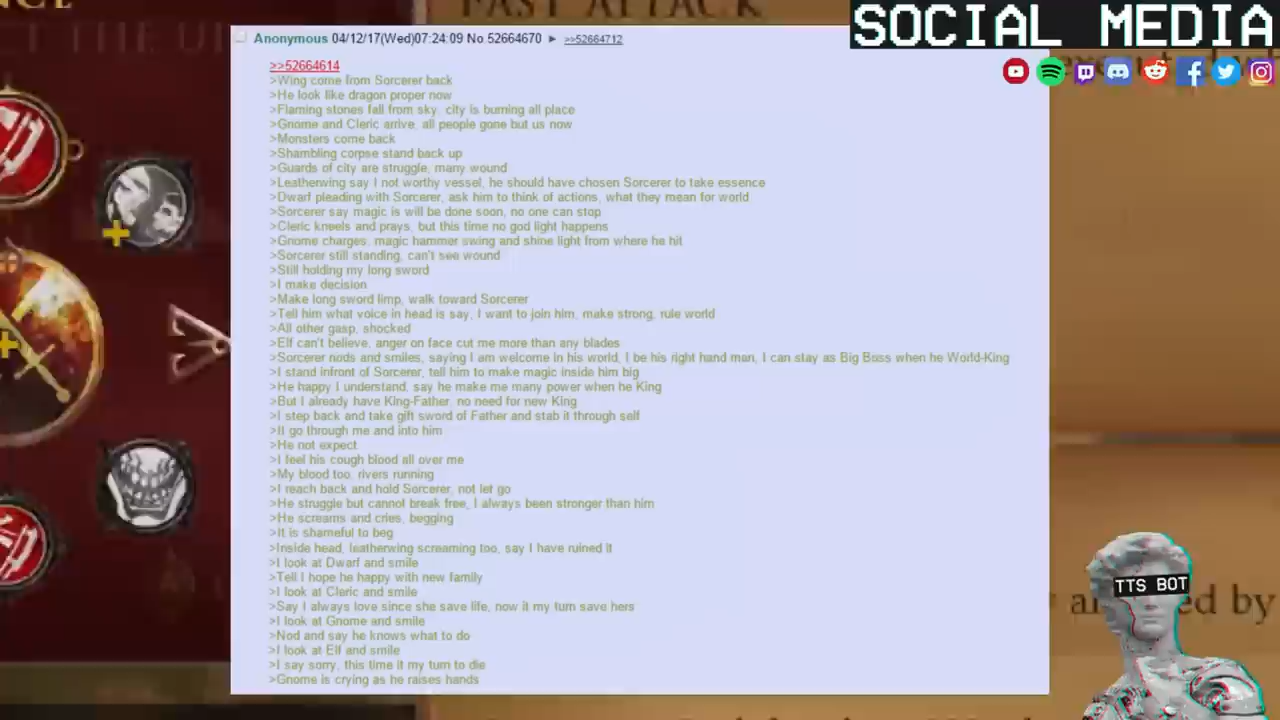 NCE
FAST ATTACK
SOCIAL MEDIA
Anonymous 04/12/17(Wed)07:24:09 No.52664670 ► >>52664712
>>52664614
>Wing come from Sorcerer back
>He look like dragon proper now
>Flaming stones fall from sky, city is burning all place
>Gnome and Cleric arrive, all people gone but us now
>Monsters come back
>Shambling corpse stand back up
>Guards of city are struggle, many wound
>Leatherwing say I not worthy vessel, he should have chosen Sorcerer to take essence
>Dwarf pleading with Sorcerer, ask him to think of actions, what they mean for world
>Sorcerer say magic is will be done soon, no one can stop
>Cleric kneels and prays, but this time no god light happens
>Gnome charges, magic hammer swing and shine light from where he hit
>Sorcerer still standing, can't see wound
>Still holding my long sword
>I make decision
>Make long sword limp, walk toward Sorcerer
>Tell him what voice in head is say, I want to join him, make strong, rule world
>All other gasp, shocked
>Elf can't believe, anger on face cut me more than any blades
>Sorcerer nods and smiles, saying I am welcome in his world, I be his right hand man, I can stay as Big Boss when he World-King
>I stand infront of Sorcerer, tell him to make magic inside him big
>He happy I understand, say he make me many power when he King
>But I already have King-Father, no need for new King
>I step back and take gift sword of Father and stab it through self
>It go through me and into him
>He not expect
>I feel his cough blood all over me
>My blood too, rivers running
>I reach back and hold Sorcerer, not let go
>He struggle but cannot break free, I always been stronger than him
>He screams and cries, begging
>It is shameful to beg
>Inside head, leatherwing screaming too, say I have ruined it
>I look at Dwarf and smile
>Tell I hope he happy with new family
>I look at Cleric and smile
>Say I always love since she save life, now it my turn save hers
>I look at Gnome and smile
>Nod and say he knows what to do
>I look at Elf and smile
>I say sorry, this time it my turn to die
>Gnome is crying as he raises hands
TTS BOT
ed by